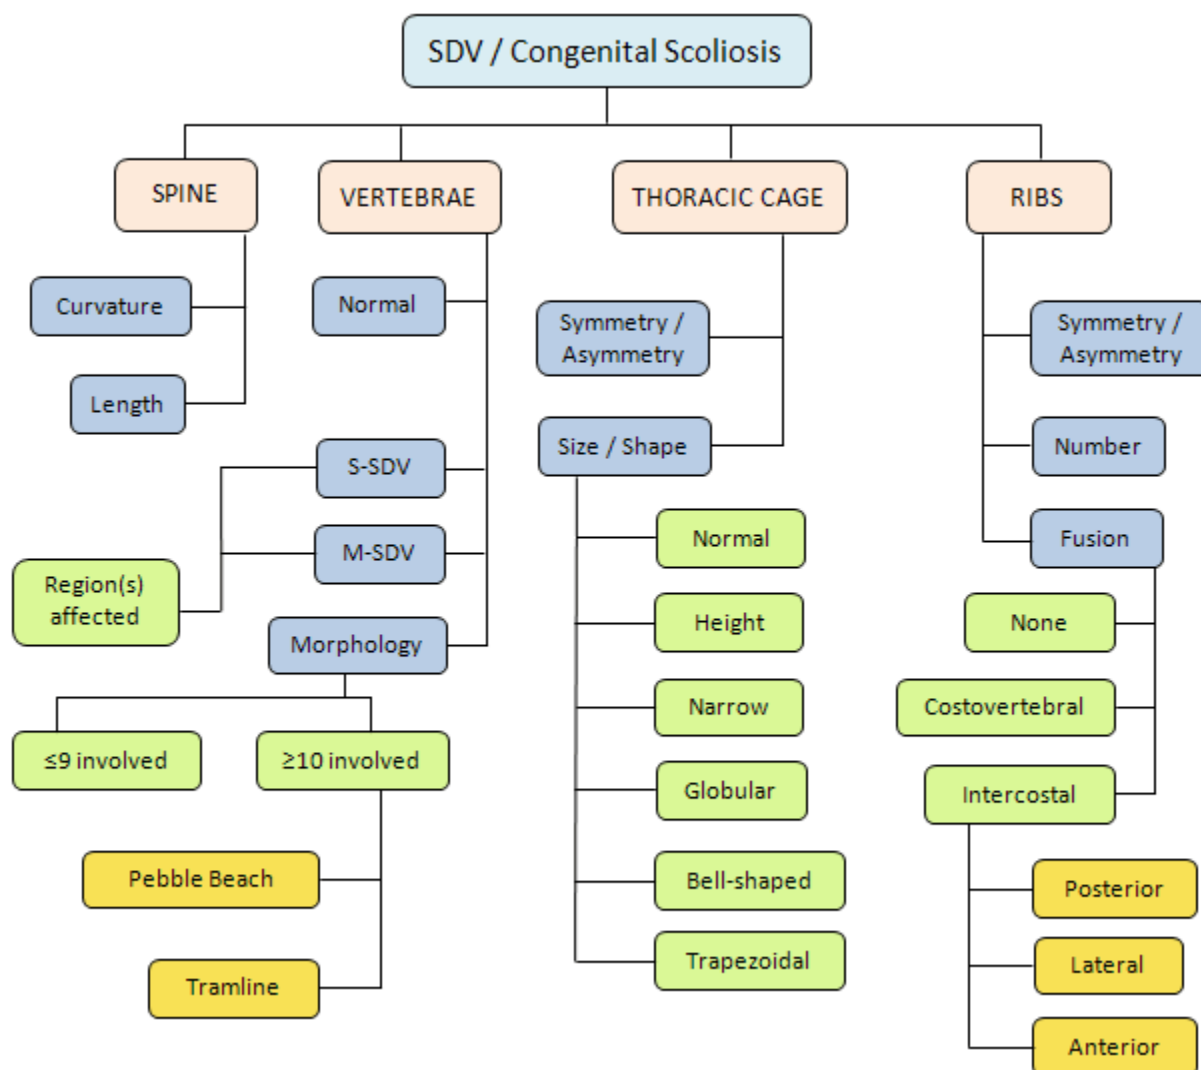 SDV / Congenital Scoliosis
SPINE
VERTEBRAE
THORACIC CAGE
RIBS
Curvature
Length
Normal
S-SDV
M-SDV
Region(s)
affected
Morphology
≤9 involved
≥10 involved
Pebble Beach
Tramline
Symmetry /
Asymmetry
Size / Shape
Normal
Height
Narrow
Globular
Bell-shaped
Trapezoidal
Symmetry /
Asymmetry
Number
Fusion
None
Costovertebral
Intercostal
Posterior
Lateral
Anterior